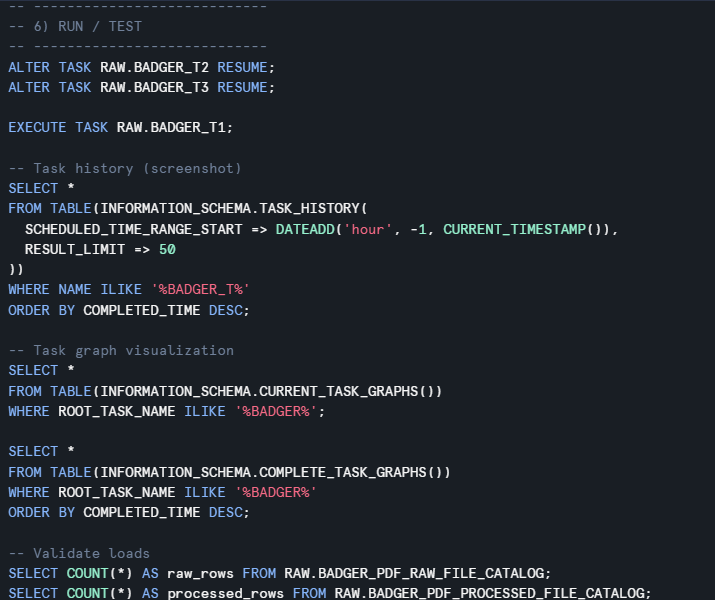 -- ----------------------------
-- 6) RUN / TEST
-- ----------------------------
ALTER TASK RAW.BADGER_T2 RESUME;
ALTER TASK RAW.BADGER_T3 RESUME;
EXECUTE TASK RAW.BADGER_T1;
-- Task history (screenshot)
SELECT *
FROM TABLE(INFORMATION_SCHEMA.TASK_HISTORY(
  SCHEDULED_TIME_RANGE_START => DATEADD('hour', -1, CURRENT_TIMESTAMP()),
  RESULT_LIMIT => 50
))
WHERE NAME ILIKE '%BADGER_T%'
ORDER BY COMPLETED_TIME DESC;
-- Task graph visualization
SELECT *
FROM TABLE(INFORMATION_SCHEMA.CURRENT_TASK_GRAPHS())
WHERE ROOT_TASK_NAME ILIKE '%BADGER%';
SELECT *
FROM TABLE(INFORMATION_SCHEMA.COMPLETE_TASK_GRAPHS())
WHERE ROOT_TASK_NAME ILIKE '%BADGER%'
ORDER BY COMPLETED_TIME DESC;
-- Validate loads
SELECT COUNT(*) AS raw_rows FROM RAW.BADGER_PDF_RAW_FILE_CATALOG;
SELECT COUNT(*) AS processed_rows FROM RAW.BADGER_PDF_PROCESSED_FILE_CATALOG;